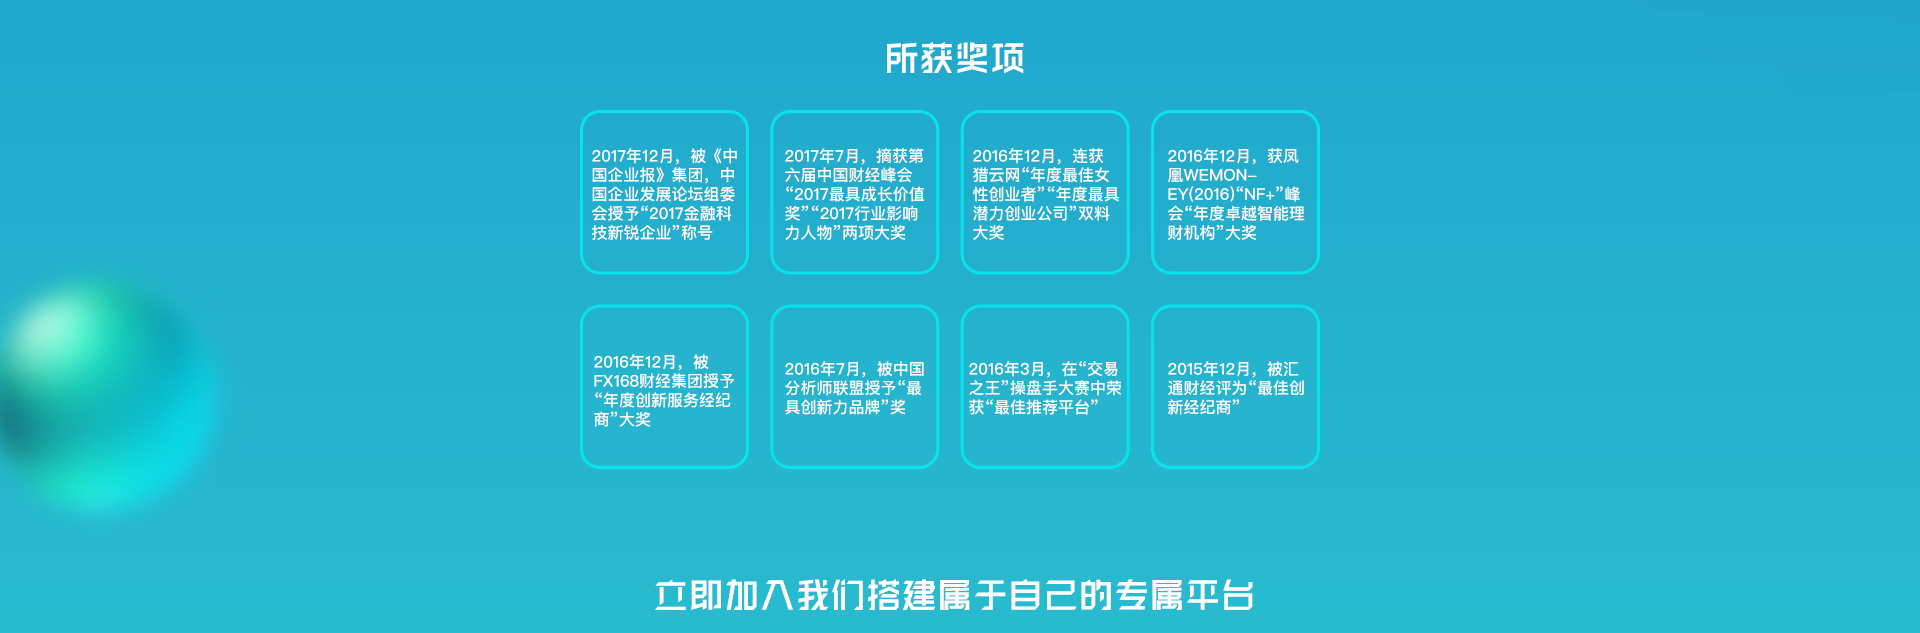 所获奖项
2017年12月，被《中
国企业报》集团，中
国企业发展论坛组委
会授予“2017金融科
技新锐企业”称号
2017年7月，摘获第
六届中国财经峰会
“2017最具成长价值
奖”“2017行业影响
力人物”两项大奖
2016年12月，连获
猎云网“年度最佳女
性创业者”“年度最具
潜力创业公司”双料
大奖
2016年12月，获凤
凰WEMON-
EY(2016)“NF+”峰
会“年度卓越智能理
财机构”大奖
2016年12月，被
FX168财经集团授予
“年度创新服务经纪
商”大奖
2016年7月，被中国
分析师联盟授予“最
具创新力品牌”奖
2016年3月，在“交易
之王”操盘手大赛中荣
获“最佳推荐平台”
2015年12月，被汇
通财经评为“最佳创
新经纪商”
立即加入我们搭建属于自己的专属平台